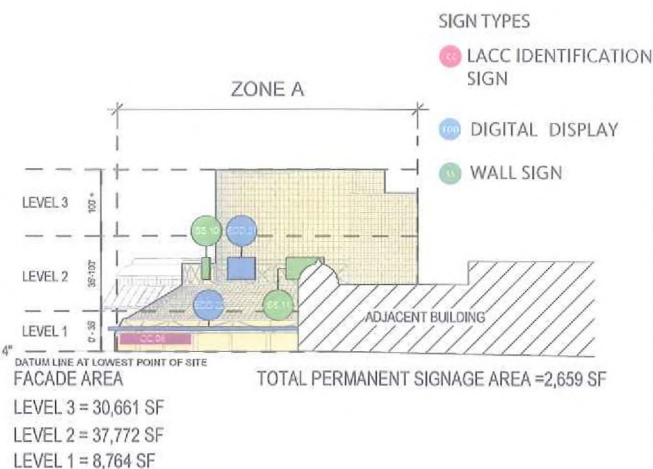 SIGN TYPES
LACC IDENTIFICATION
SIGN
ZONE A
DIGITAL DISPLAY
WALL SIGN
LEVEL 3
100' +
LEVEL 2
LEVEL 1
ADJACENT BUILDING
4"
DATUM LINE AT LOWEST POINT OF SITE
FACADE AREA
TOTAL PERMANENT SIGNAGE AREA =2,659 SF
LEVEL 3 = 30,661 SF
LEVEL 2 = 37,772 SF
LEVEL 1 = 8,764 SF